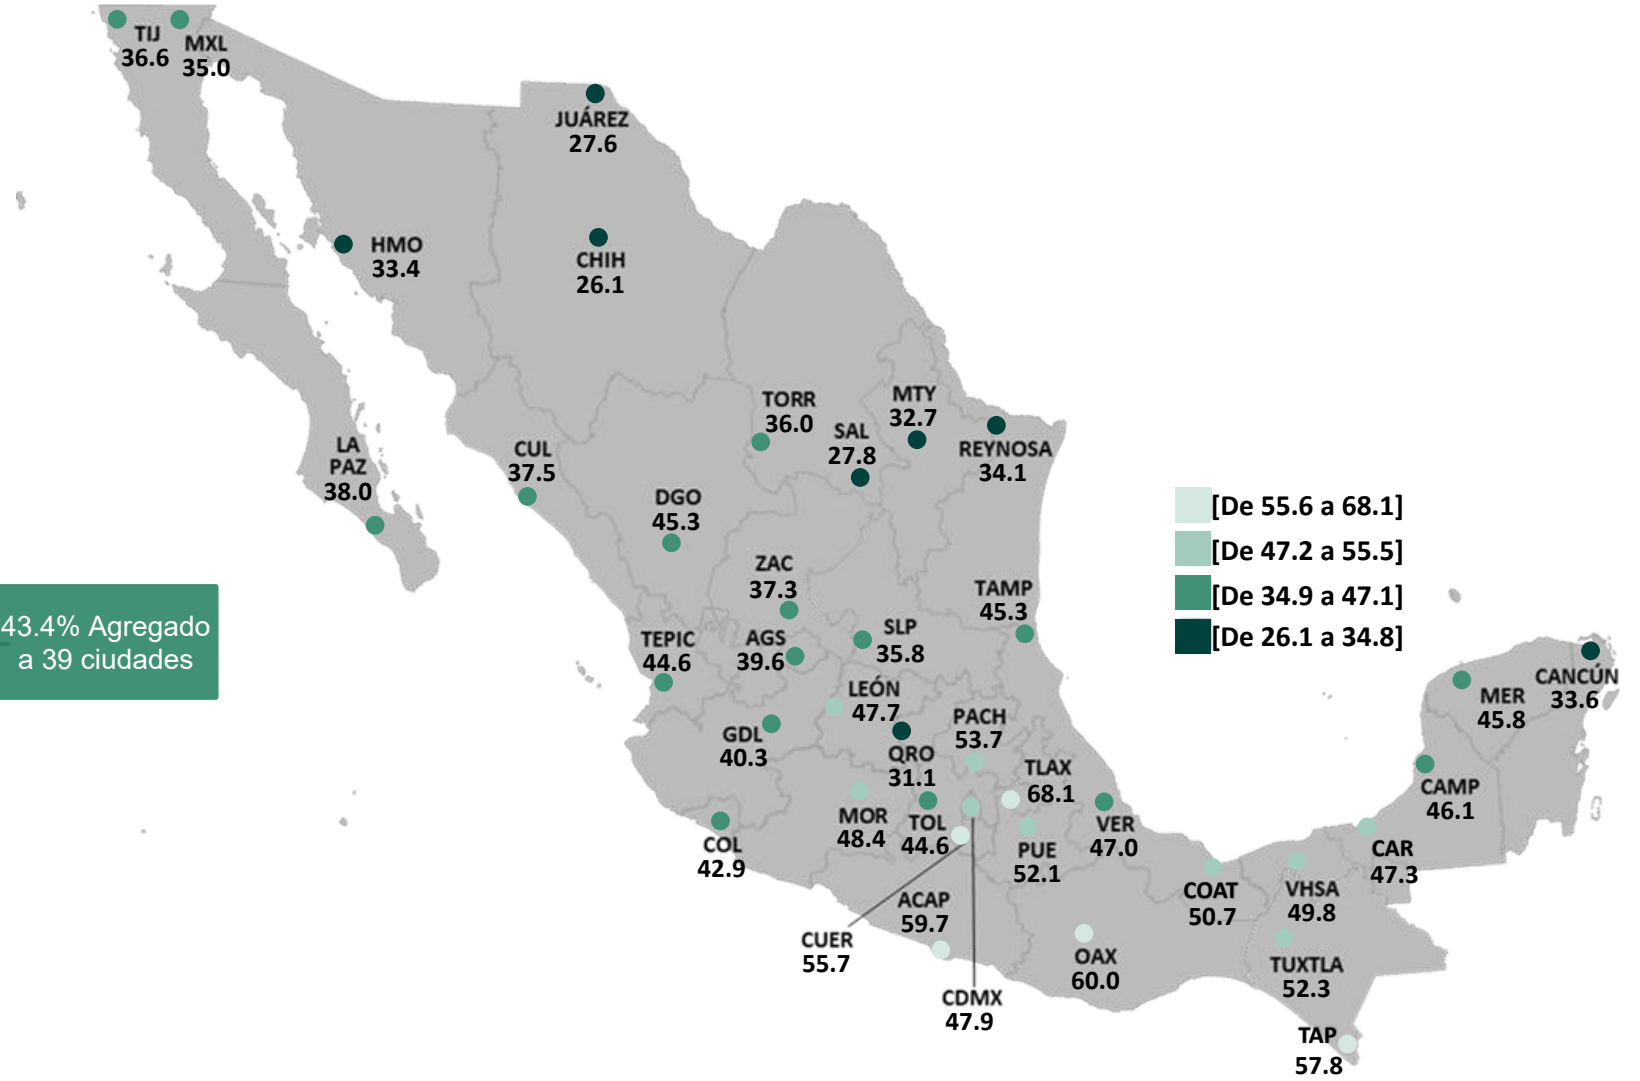 TIJ
36.6
MXL
35.0
JUÁREZ
27.6
HMO
33.4
CHIH
26.1
LA
PAZ
38.0
CUL
37.5
TORR
36.0
MTY
32.7
SAL
27.8
REYNOSA
34.1
DGO
45.3
[De 55.6 a 68.1]
[De 47.2 a 55.5]
[De 34.9 a 47.1]
[De 26.1 a 34.8]
ZAC
37.3
TAMP
45.3
43.4% Agregado
a 39 ciudades
TEPIC
44.6
AGS
39.6
SLP
35.8
CANCÚN
33.6
MER
45.8
LEÓN
47.7
PACH
53.7
GDL
40.3
QRO
31.1
TLAX
68.1
CAMP
46.1
MOR
48.4
TOL
44.6
VER
47.0
COL
42.9
PUE
52.1
CAR
47.3
COAT
50.7
VHSA
49.8
ACAP
59.7
CUER
55.7
OAX
60.0
TUXTLA
52.3
CDMX
47.9
TAP
57.8